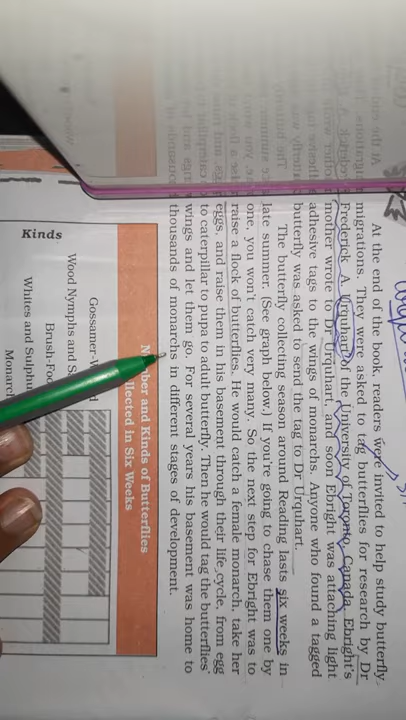 At the end of the book, readers were invited to help study butterfly
migrations. They were asked to tag butterflies for research by Dr
Frederick A. Urquhart of the University of Toronto, Canada. Ebright's
mother wrote to Dr Urquhart, and soon Ebright was attaching light
adhesive tags to the wings of monarchs. Anyone who found a tagged
butterfly was asked to send the tag to Dr Urquhart.
The butterfly collecting season around Reading lasts six weeks in
late summer. (See graph below.) If you're going to chase them one by
one, you won't catch very many. So the next step for Ebright was to
raise a flock of butterflies. He would catch a female monarch, take her
eggs, and raise them in his basement through their life cycle, from egg
to caterpillar to pupa to adult butterfly. Then he would tag the butterflies'
wings and let them go. For several years his basement was home to
thousands of monarchs in different stages of development.
and Kinds of Butterflies
in Six Weeks
Kinds
Wood Nymphs and